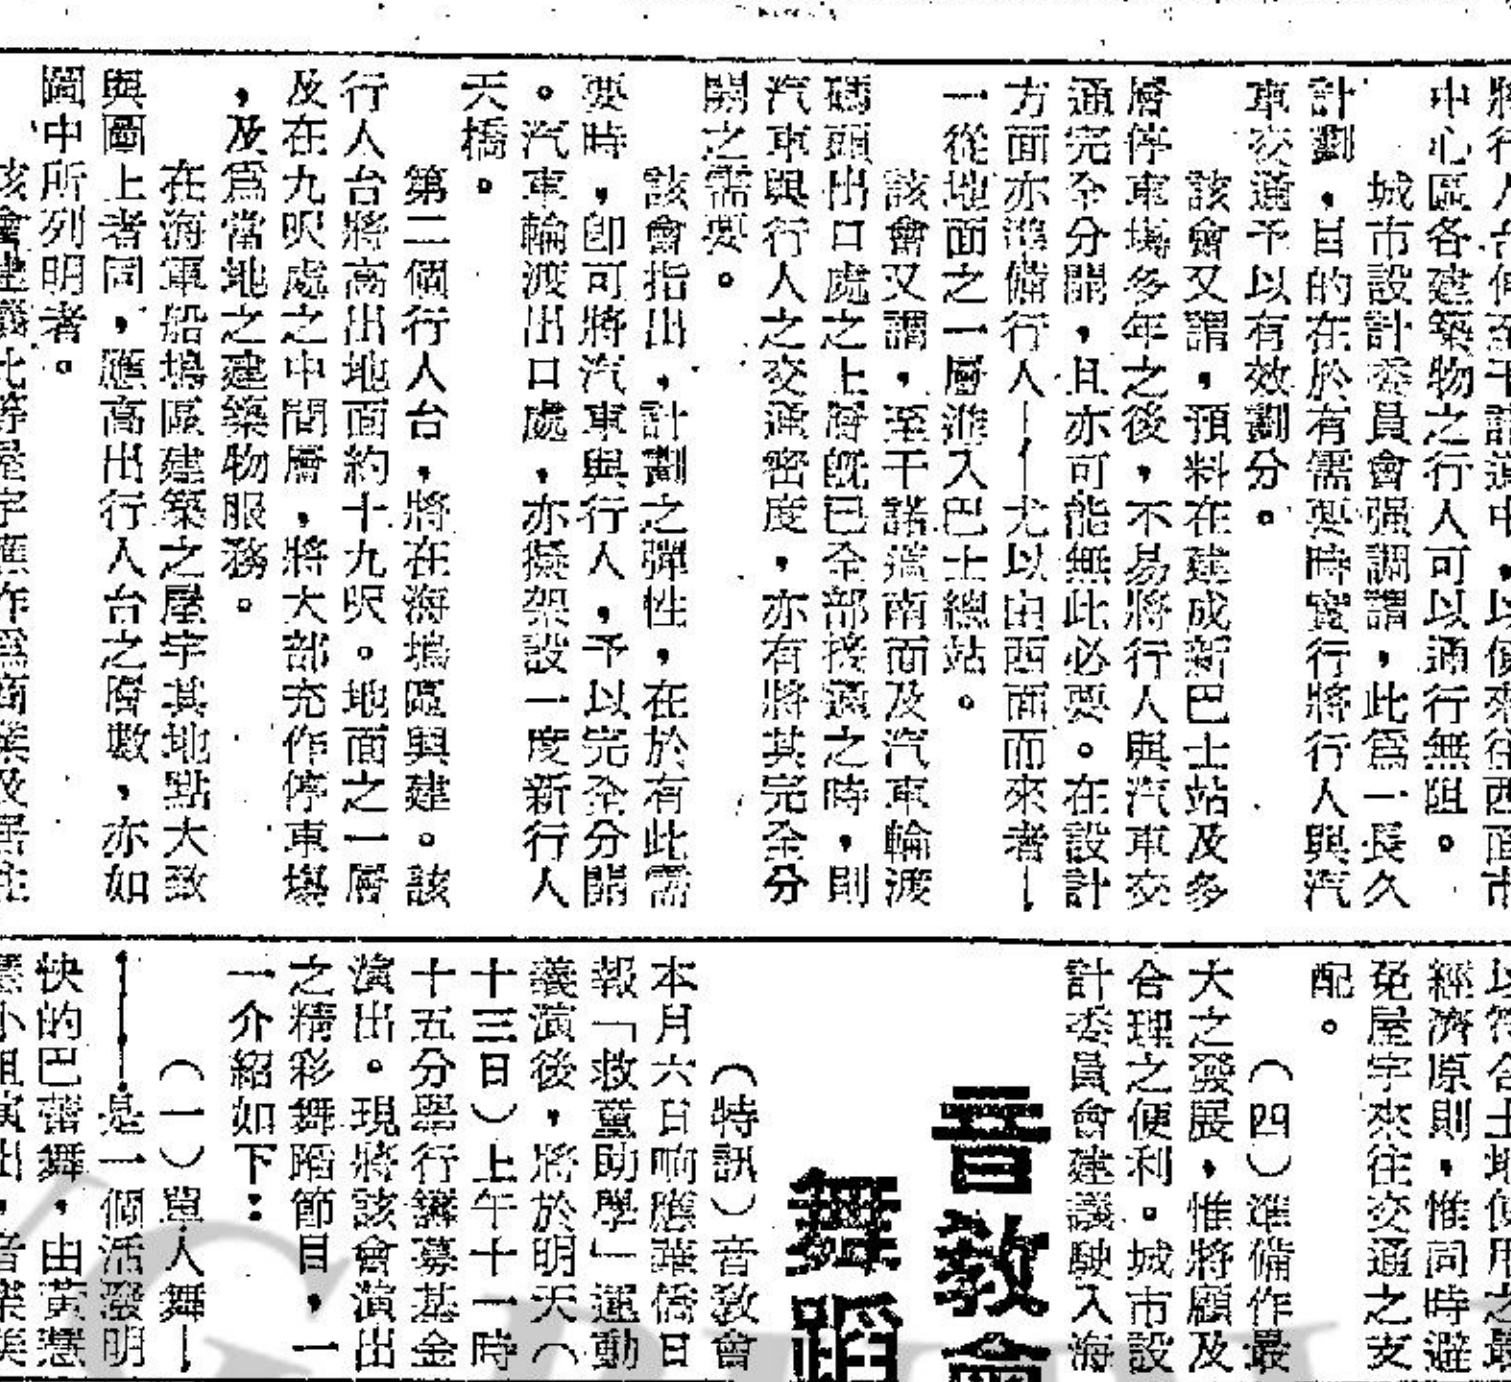 將行人台伸至干諾道中，以便來往西面市
中心區各建築物之行人可以通行無阻。
城市設計委員會强調謂，此爲一長久
計劃，目的在於有需要時實行將行人與汽
車交通予以有效劃分。
該會又謂，預料在建成新巴士站及多
層停車塲多年之後，不易將行人與汽車交
通完全分開，且亦可能無此必要。在設計
方面亦準備行人——尤以由西面而來者—
一從地面之一層進入巴士總站。
該會又謂，至干諾道南面及汽車輪渡
碼頭出口處之上層旣已全部接通之時，則
汽車與行人之交通密度，亦有將其完全分
開之需要。
該會指出，計劃之彈性，在於有此需
要時，卽可將汽車與行人，予以完全分開
。汽車輪渡出口處，亦擬架設一度新行人
天橋。
第二個行人台，將在海塲區興建。該
行人台將高出地面約十九呎。地面之一層
及在九呎處之中間層，將大部充作停車塲
，及爲當地之建築物服務。
在海軍船塢區建築之屋宇其地點大致
與圖上者同，應高出行人台之層數，亦如
圖中所列明者。
該會建議此等屋宇應作爲商業及居住
以符合土地使用之最
經濟原則，惟同時避
免屋宇來往交通之支
配。
（四）準備作最
大之發展，惟將顧及
合理之便利。城市設
計委員會建議駛入海
音敎會
舞蹈
（特訊）音敎會
本月六日响應華僑日
報「救童助學」運動
義演後，將於明天（
十三日）上午十一時
十五分舉行籌募基金
演出。現將該會演出
之精彩舞蹈節目，一
一介紹如下：
（一）單人舞—
——是一個活潑明
快的巴蕾舞，由黃慧
慧小姐演出，音樂美